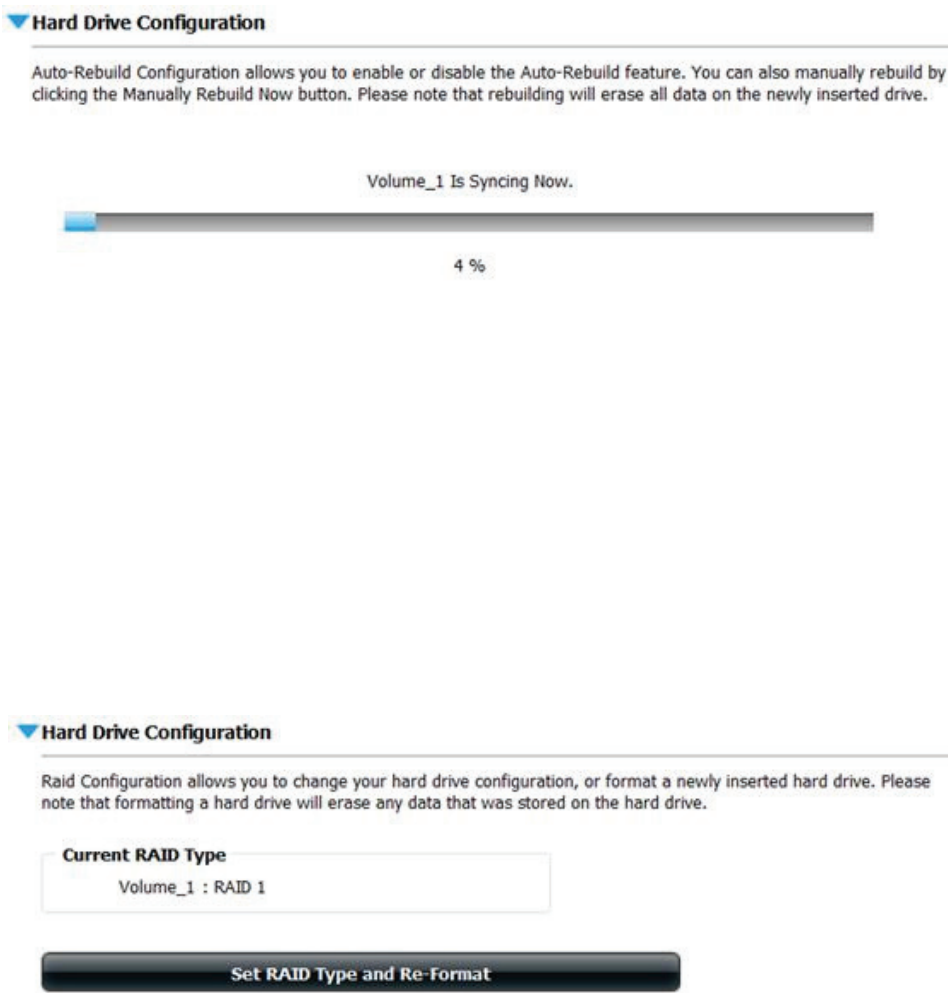 Hard Drive Configuration
Auto-Rebuild Configuration allows you to enable or disable the Auto-Rebuild feature. You can also manually rebuild by
clicking the Manually Rebuild Now button. Please note that rebuilding will erase all data on the newly inserted drive.
Volume_1 Is Syncing Now.
4 %
Hard Drive Configuration
Raid Configuration allows you to change your hard drive configuration, or format a newly inserted hard drive. Please
note that formatting a hard drive will erase any data that was stored on the hard drive.
Current RAID Type
Volume_1 : RAID 1
Set RAID Type and Re-Format